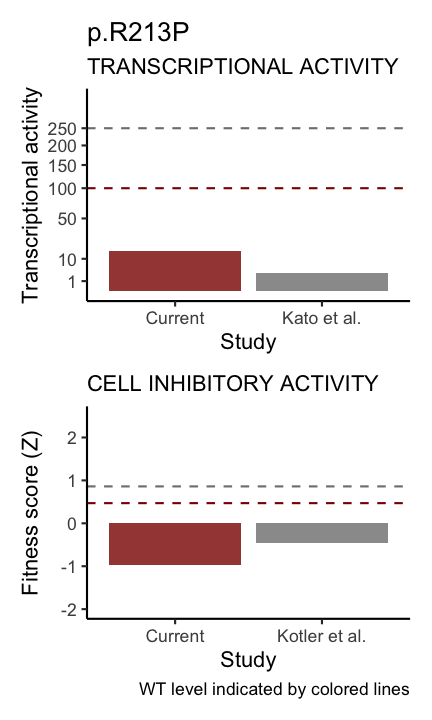 p.R213P
TRANSCRIPTIONAL ACTIVITY
Transcriptional activity
250
200
150
100
50
10
1
Current
Kato et al.
Study
CELL INHIBITORY ACTIVITY
Fitness score (Z)
2
1
0
-1
-2
Current
Kotler et al.
Study
WT level indicated by colored lines